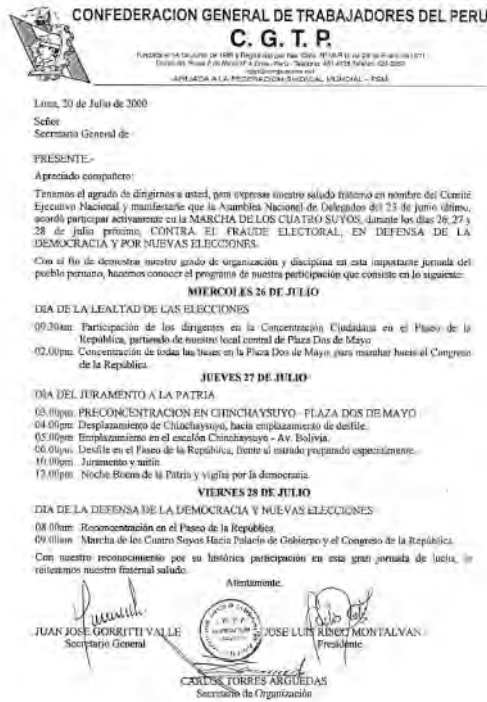 CONFEDERACION GENERAL DE TRABAJADORES DEL PERU
C. G. T. P.
AFILIADA A LA FEDERACION SINDICAL MUNDIAL - FSM
Lima, 20 de Julio de 2000
Señor
Secretario General de
PRESENTE.-
Apreciado compañero:
Tenemos el agrado de dirigirnos a usted, para expresar nuestro saludo fraterno en nombre del Comité
Ejecutivo Nacional y manifestarle que la Asamblea Nacional de Delegados del 23 de junio último,
acordó participar activamente en la MARCHA DE LOS CUATRO SUYOS, durante los días 26, 27 y
28 de julio próximo, CONTRA EL FRAUDE ELECTORAL, EN DEFENSA DE LA
DEMOCRACIA Y POR NUEVAS ELECCIONES.
Con el fin de demostrar nuestro grado de organización y disciplina en esta importante jornada del
pueblo peruano, hacemos conocer el programa de nuestra participación que consiste en lo siguiente:
MIERCOLES 26 DE JULIO
DIA DE LA LEALTAD DE LAS ELECCIONES
09.30am. Participación de los dirigentes en la Concentración Ciudadana en el Paseo de la
República, partiendo de nuestro local central de Plaza Dos de Mayo
02.00pm. Concentración de todas las bases en la Plaza Dos de Mayo, para marchar hacia el Congreso
de la República.
JUEVES 27 DE JULIO
DIA DEL JURAMENTO A LA PATRIA
03.00pm. PRECONCENTRACION EN CHINCHAYSUYO - PLAZA DOS DE MAYO
04.00pm. Desplazamiento de Chinchaysuyo, hacia emplazamiento de desfile.
05.00pm. Emplazamiento en el escalón Chinchaysuyo - Av. Bolivia.
06.00pm. Desfile en el Paseo de la República, frente al estrado preparado especialmente.
10.00pm. Juramento y mitin.
12.00pm. Noche Buena de la Patria y vigilia por la democracia.
VIERNES 28 DE JULIO
DIA DE LA DEFENSA DE LA DEMOCRACIA Y NUEVAS ELECCIONES
08.00am. Reconcentración en el Paseo de la República.
09.00am. Marcha de los Cuatro Suyos Hacia Palacio de Gobierno y el Congreso de la República.
Con nuestro reconocimiento por su histórica participación en esta gran jornada de lucha, le
reiteramos nuestro fraternal saludo.
Atentamente.
JUAN JOSE GORRITTI VALLE
Secretario General
JOSE LUIS RISCO MONTALVAN
Presidente
CARLOS TORRES ARGUEDAS
Secretario de Organización